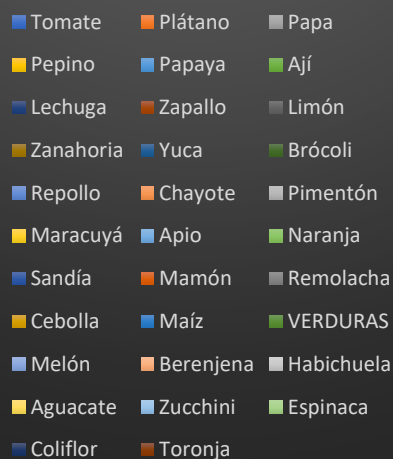 Tomate Plátano Papa
Pepino Papaya Ají
Lechuga Zapallo Limón
Zanahoria Yuca Brócoli
Repollo Chayote Pimentón
Maracuyá Apio Naranja
Sandía Mamón Remolacha
Cebolla Maíz VERDURAS
Melón Berenjena Habichuela
Aguacate Zucchini Espinaca
Coliflor Toronja